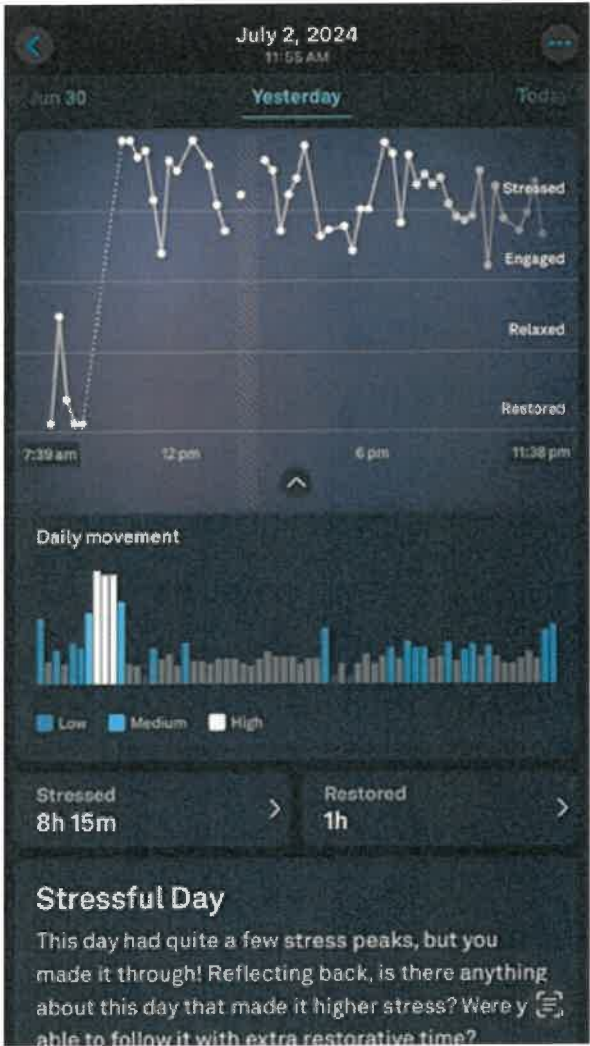 July 2, 2024
11:55 AM
Jun 30
Yesterday
Today
Stressed
Engaged
Relaxed
Restored
7:39 am
12 pm
6 pm
11:38 pm
Daily movement
Low
Medium
High
Stressed
8h 15m
Restored
1h
Stressful Day
This day had quite a few stress peaks, but you
made it through! Reflecting back, is there anything
about this day that made it higher stress? Were y
able to follow it with extra restorative time?